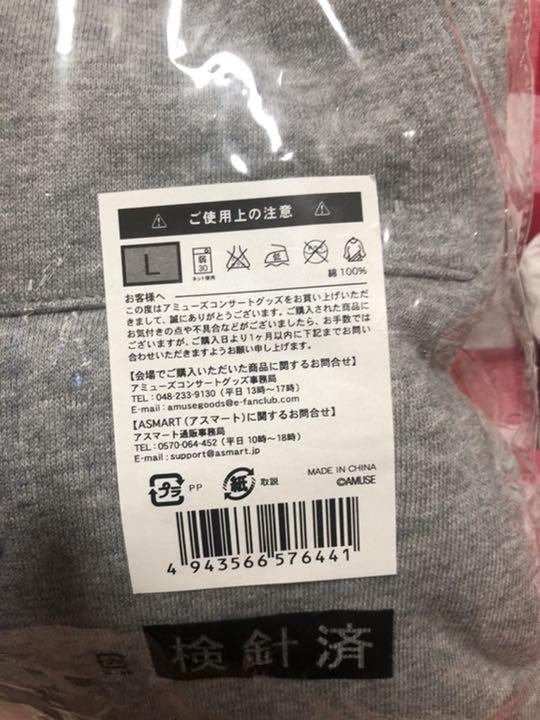 ご使用上の注意
L
弱
30
ネット使用
低
綿100%
お客様へ
この度はアミューズコンサートグッズをお買い上げいただ
きまして、誠にありがとうございます。ご購入された商品に
お気付きの点や不具合などがございましたら、お手数では
ございますが、ご購入日より1ヶ月以内に下記までお問い
合わせいただきますようお願い申し上げます。
【会場でご購入いただいた商品に関するお問合せ】
アミューズコンサートグッズ事務局
TEL:048-233-9130 (平日 13時〜17時)
E-mail:amusegoods@e-fanclub.com
【ASMART(アスマート)に関するお問合せ】
アスマート通販事務局
TEL:0570-064-452 (平日 10時〜18時)
E-mail:support@asmart.jp
プラ PP 紙 取説
MADE IN CHINA
©AMUSE
4 943566 576441
検針済